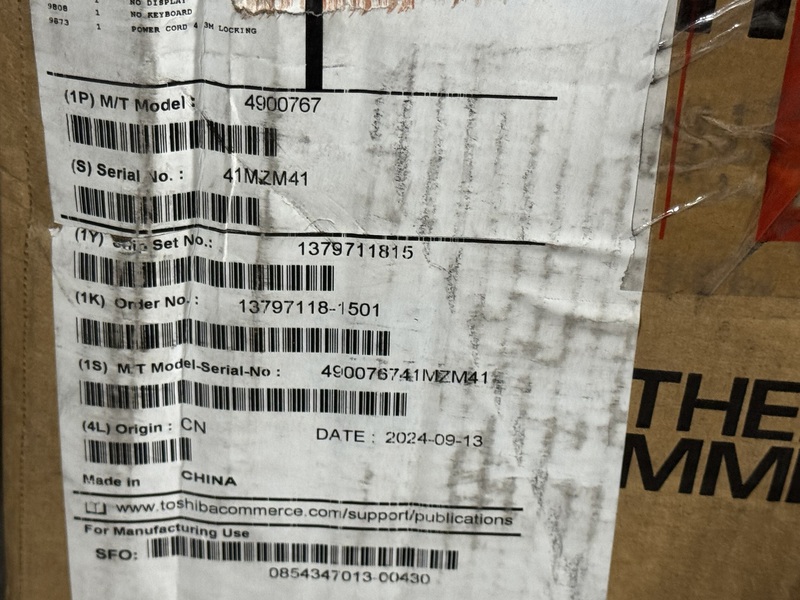 NO DISPLAY
9808 1 NO KEYBOARD
9873 1 POWER CORD 4 3M LOCKING
(1P) M/T Model : 4900767
(S) Serial No. : 41MZM41
(1Y) Ship Set No.: 1379711815
(1K) Order No. : 13797118-1501
(1S) M/T Model-Serial-No : 490076741MZM41
(4L) Origin : CN
DATE : 2024-09-13
Made in CHINA
www.toshibacommerce.com/support/publications
For Manufacturing Use
SFO:
0854347013-00430
THE
MM